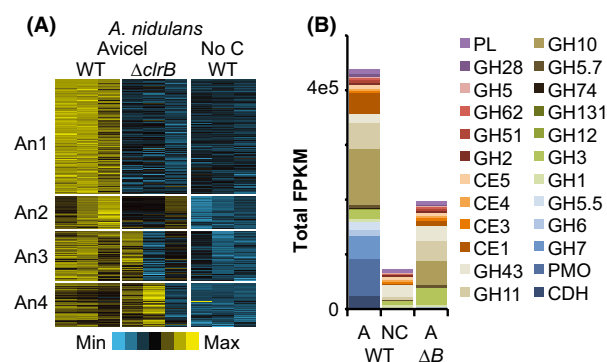 (A)
A. nidulans
Avicel No C
WT ΔclrB WT
An1
An2
An3
An4
Min Max
(B)
Total FPKM
4e5
0
A NC A
WT ΔB
PL
GH28
GH5
GH62
GH51
GH2
CE5
CE4
CE3
CE1
GH43
GH11
GH10
GH5.7
GH74
GH131
GH12
GH3
GH1
GH5.5
GH6
GH7
PMO
CDH